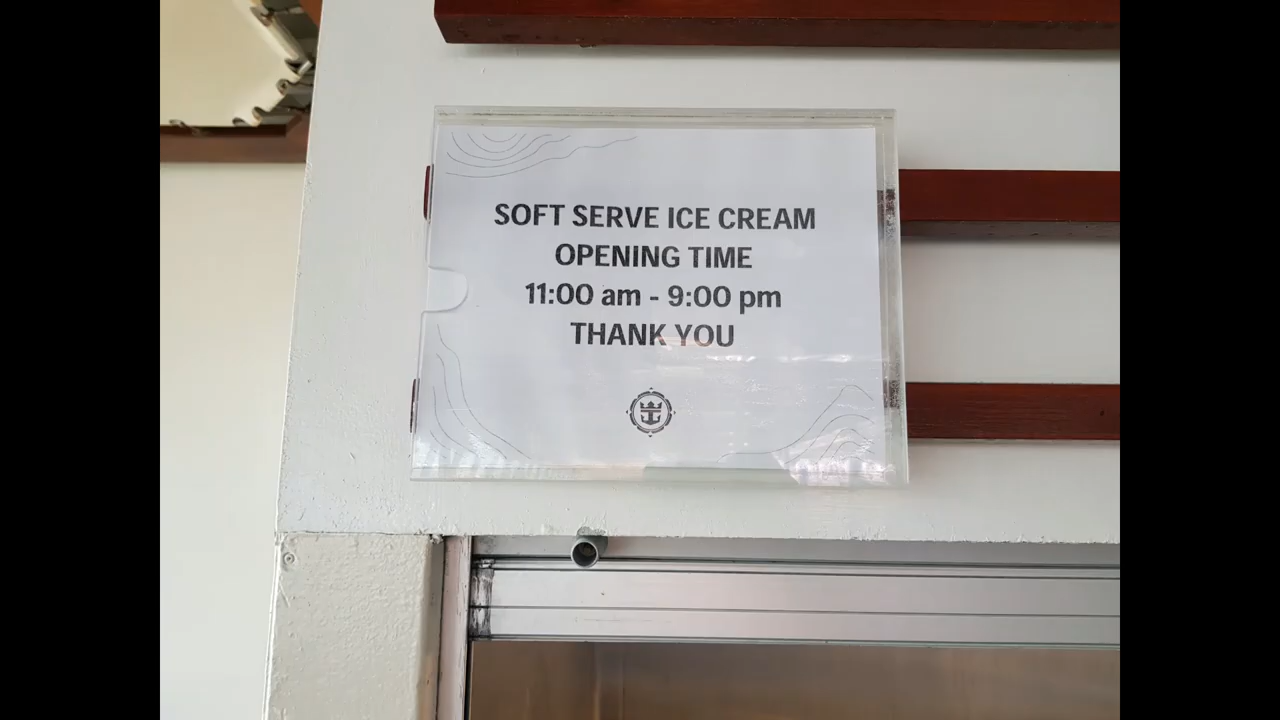 SOFT SERVE ICE CREAM
OPENING TIME
11:00 am - 9:00 pm
THANK YOU